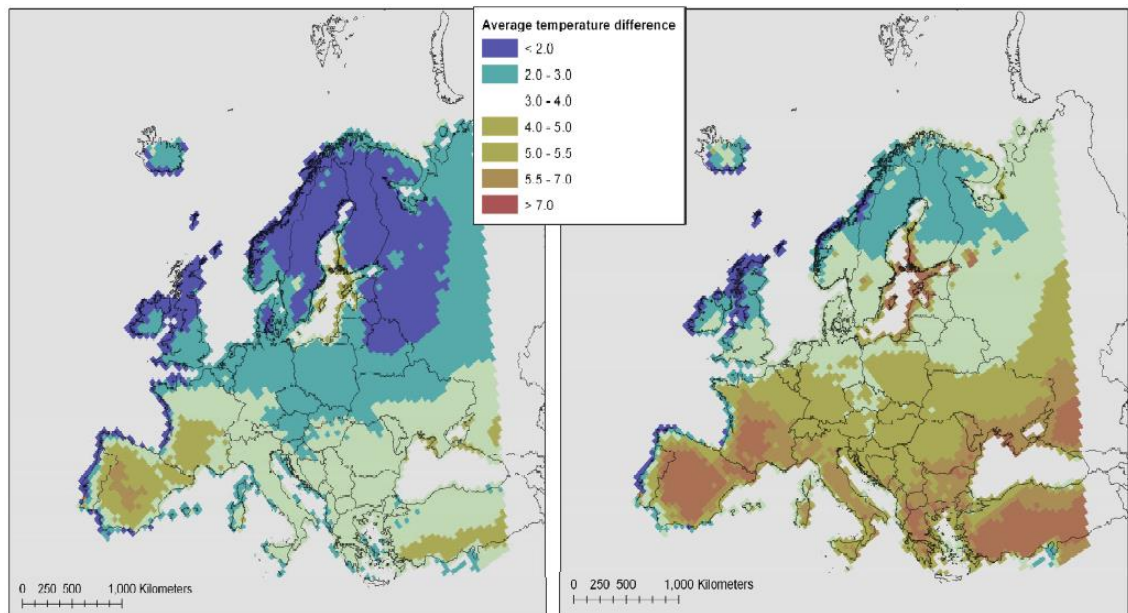 Average temperature difference
< 2.0
2.0 - 3.0
3.0 - 4.0
4.0 - 5.0
5.0 - 5.5
5.5 - 7.0
> 7.0
0 250 500 1,000 Kilometers
0 250 500 1,000 Kilometers